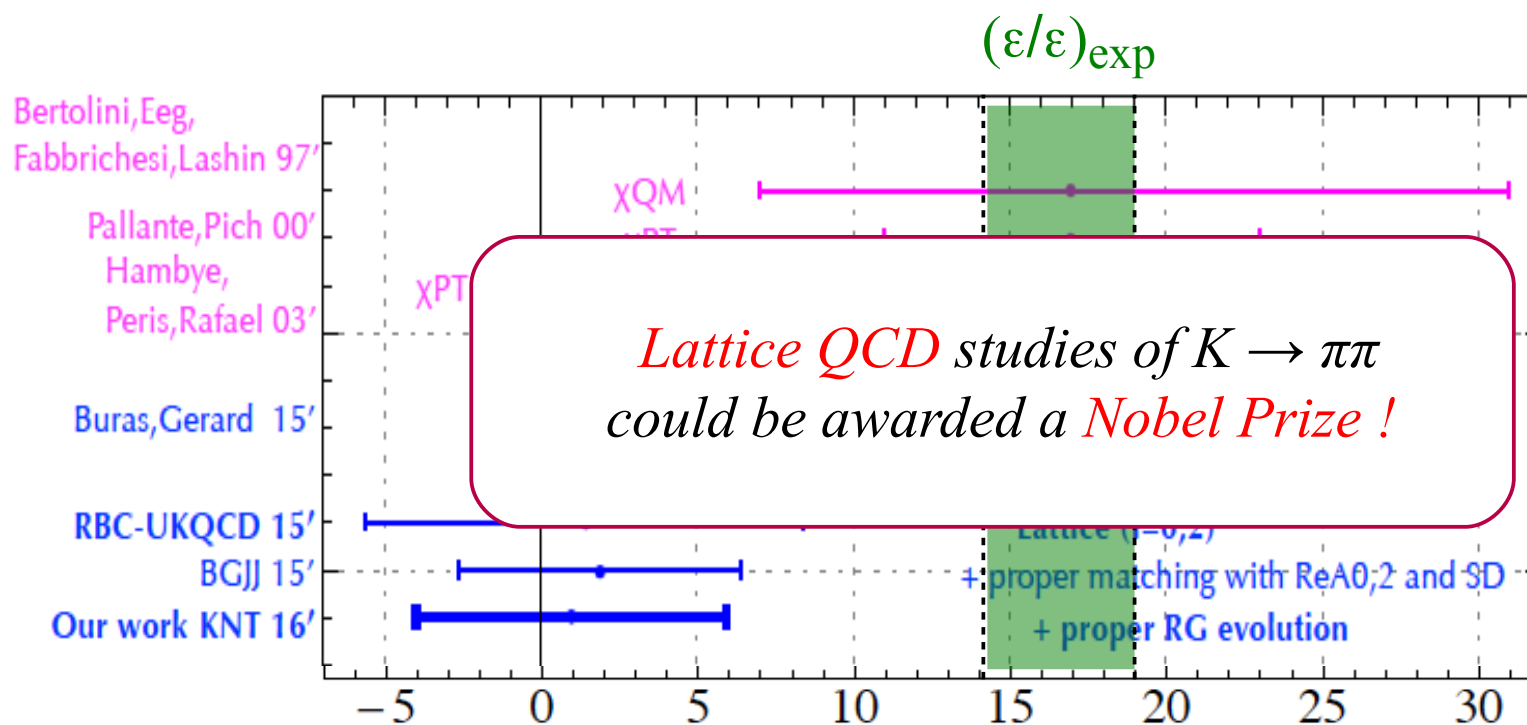 (ε/ε)exp
Bertolini,Eeg,
Fabbrichesi,Lashin 97′
χQM
Pallante,Pich 00′
Hambye,
χPT
Peris,Rafael 03′
Lattice QCD studies of K → ππ
could be awarded a Nobel Prize !
Buras,Gerard 15′
RBC-UKQCD 15′
BGJJ 15′
+ proper matching with ReA0,2 and SD
Our work KNT 16′
+ proper RG evolution
−5 0 5 10 15 20 25 30